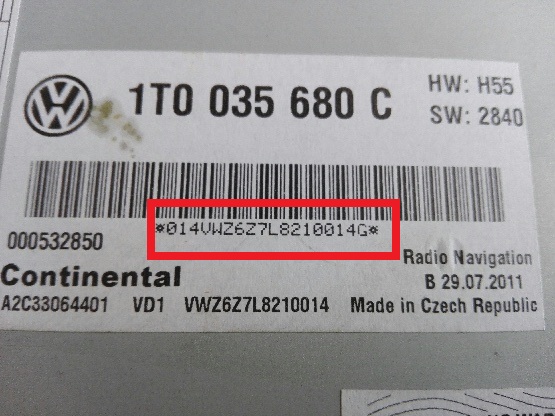 VW
1T0 035 680 C
HW: H55
SW: 2840
*014VWZ6Z7L8210014G*
000532850
Radio Navigation
Continental
B 29.07.2011
A2C33064401 VD1 VWZ6Z7L8210014 Made in Czech Republic